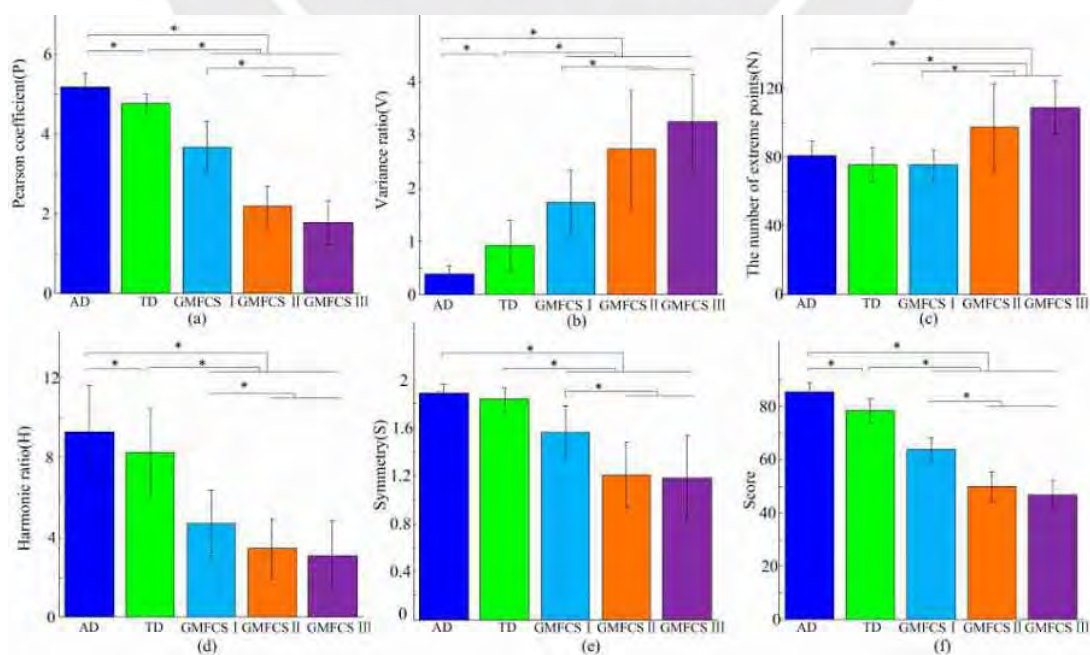 Pearson coefficient(P)
6
4
2
0
* * * *
AD TD GMFCS Ⅰ GMFCS Ⅱ GMFCS Ⅲ
(a)
Variance ratio(V)
4
3
2
1
0
* * * *
AD TD GMFCS Ⅰ GMFCS Ⅱ GMFCS Ⅲ
(b)
The number of extreme points(N)
120
80
40
0
* * *
AD TD GMFCS Ⅰ GMFCS Ⅱ GMFCS Ⅲ
(c)
Harmonic ratio(H)
12
8
4
0
* * * *
AD TD GMFCS Ⅰ GMFCS Ⅱ GMFCS Ⅲ
(d)
Symmetry(S)
2
1.6
1.2
0.8
0.4
0
* * *
AD TD GMFCS Ⅰ GMFCS Ⅱ GMFCS Ⅲ
(e)
Score
80
60
40
20
0
* * * *
AD TD GMFCS Ⅰ GMFCS Ⅱ GMFCS Ⅲ
(f)